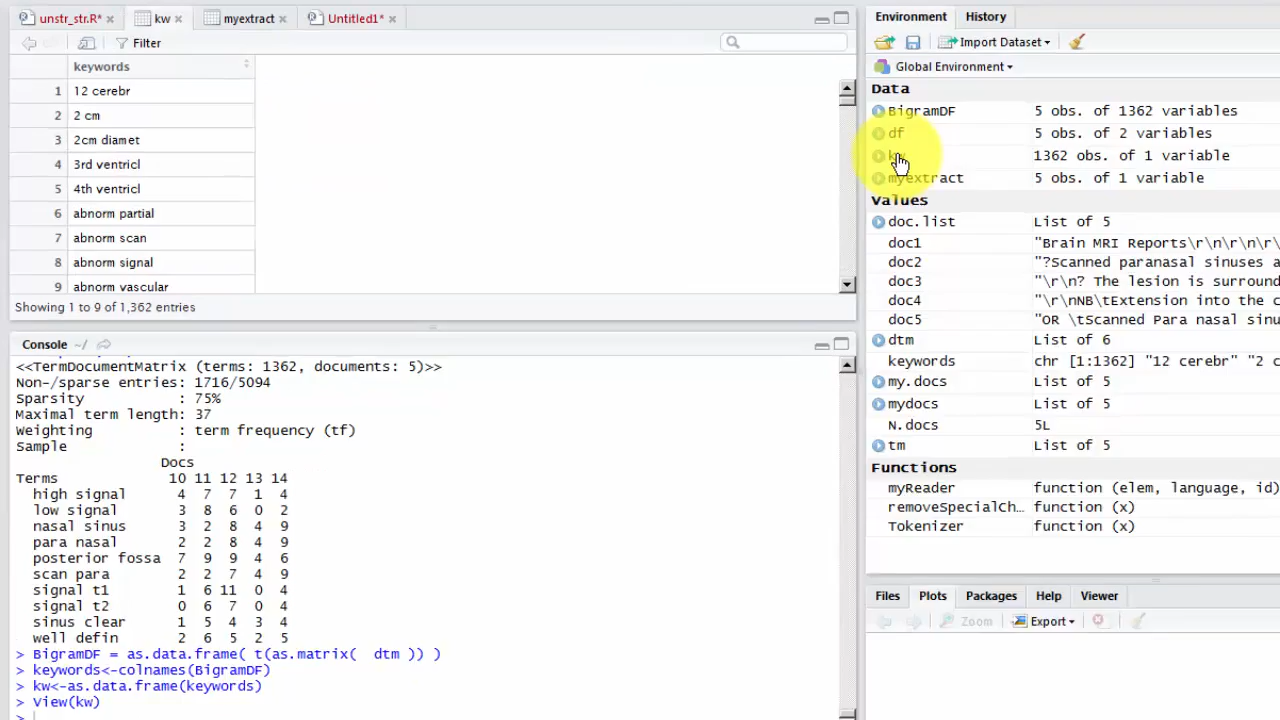 unstr_str.R* kw myextract Untitled1*
Filter
keywords
1 12 cerebr
2 2 cm
3 2cm diamet
4 3rd ventricl
5 4th ventricl
6 abnorm partial
7 abnorm scan
8 abnorm signal
9 abnorm vascular
Showing 1 to 9 of 1,362 entries
Console ~/
<<TermDocumentMatrix (terms: 1362, documents: 5)>>
Non-/sparse entries: 1716/5094
Sparsity : 75%
Maximal term length: 37
Weighting : term frequency (tf)
Sample :
Docs
Terms 10 11 12 13 14
high signal 4 7 7 1 4
low signal 3 8 6 0 2
nasal sinus 3 2 8 4 9
para nasal 2 2 8 4 9
posterior fossa 7 9 9 4 6
scan para 2 2 7 4 9
signal t1 1 6 11 0 4
signal t2 0 6 7 0 4
sinus clear 1 5 4 3 4
well defin 2 6 5 2 5
> BigramDF = as.data.frame( t(as.matrix( dtm )) )
> keywords<-colnames(BigramDF)
> kw<-as.data.frame(keywords)
> View(kw)
>
Environment History
Import Dataset
Global Environment
Data
BigramDF 5 obs. of 1362 variables
df 5 obs. of 2 variables
kw 1362 obs. of 1 variable
myextract 5 obs. of 1 variable
Values
doc.list List of 5
doc1 "Brain MRI Reports\r\n\r\n\r\
doc2 "?Scanned paranasal sinuses a
doc3 "\r\n? The lesion is surround
doc4 "\r\nNB\tExtension into the c
doc5 "OR \tScanned Para nasal sinu
dtm List of 6
keywords chr [1:1362] "12 cerebr" "2 c
my.docs List of 5
mydocs List of 5
N.docs 5L
tm List of 5
Functions
myReader function (elem, language, id)
removeSpecialCh… function (x)
Tokenizer function (x)
Files Plots Packages Help Viewer
Zoom Export